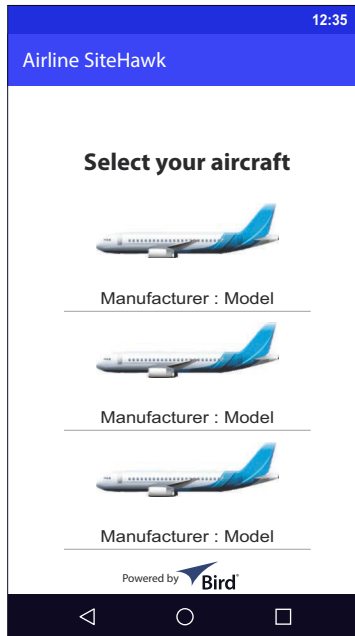 12:35
Airline SiteHawk
Select your aircraft
Manufacturer : Model
Manufacturer : Model
Manufacturer : Model
Powered by Bird